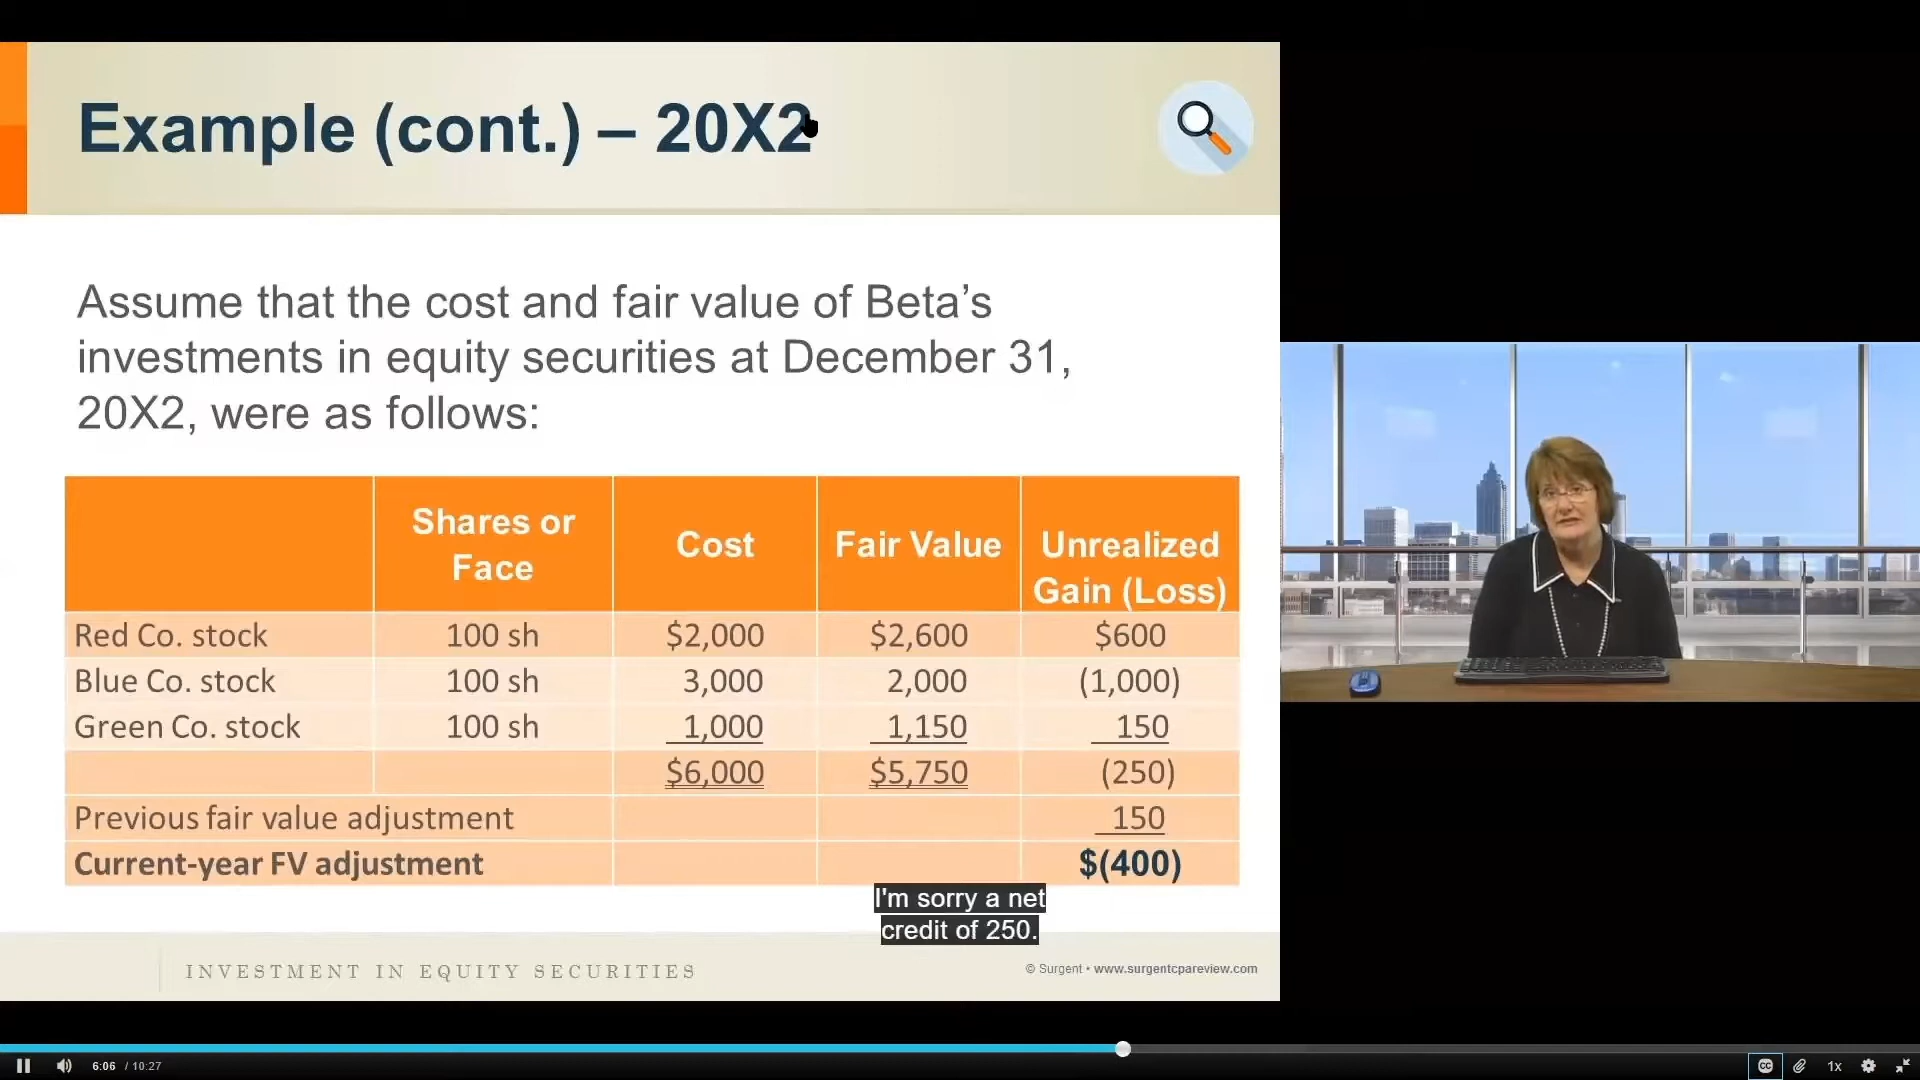 Example (cont.) – 20X2
Assume that the cost and fair value of Beta’s
investments in equity securities at December 31,
20X2, were as follows:
Shares or Face Cost Fair Value Unrealized Gain (Loss)
Red Co. stock 100 sh $2,000 $2,600 $600
Blue Co. stock 100 sh 3,000 2,000 (1,000)
Green Co. stock 100 sh 1,000 1,150 150
$6,000 $5,750 (250)
Previous fair value adjustment 150
Current-year FV adjustment $(400)
I'm sorry a net
credit of 250.
INVESTMENT IN EQUITY SECURITIES
© Surgent • www.surgentcpareview.com
6:06 / 10:27
CC
1x